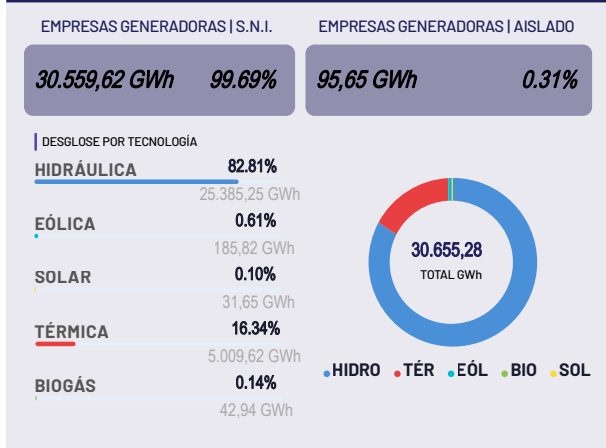 EMPRESAS GENERADORAS | S.N.I.
EMPRESAS GENERADORAS | AISLADO
30.559,62 GWh 99.69%
95,65 GWh 0.31%
DESGLOSE POR TECNOLOGÍA
HIDRÁULICA 82.81%
25.385,25 GWh
EÓLICA 0.61%
185,82 GWh
SOLAR 0.10%
31,65 GWh
TÉRMICA 16.34%
5.009,62 GWh
BIOGÁS 0.14%
42,94 GWh
30.655,28
TOTAL GWh
HIDRO TÉR EÓL BIO SOL